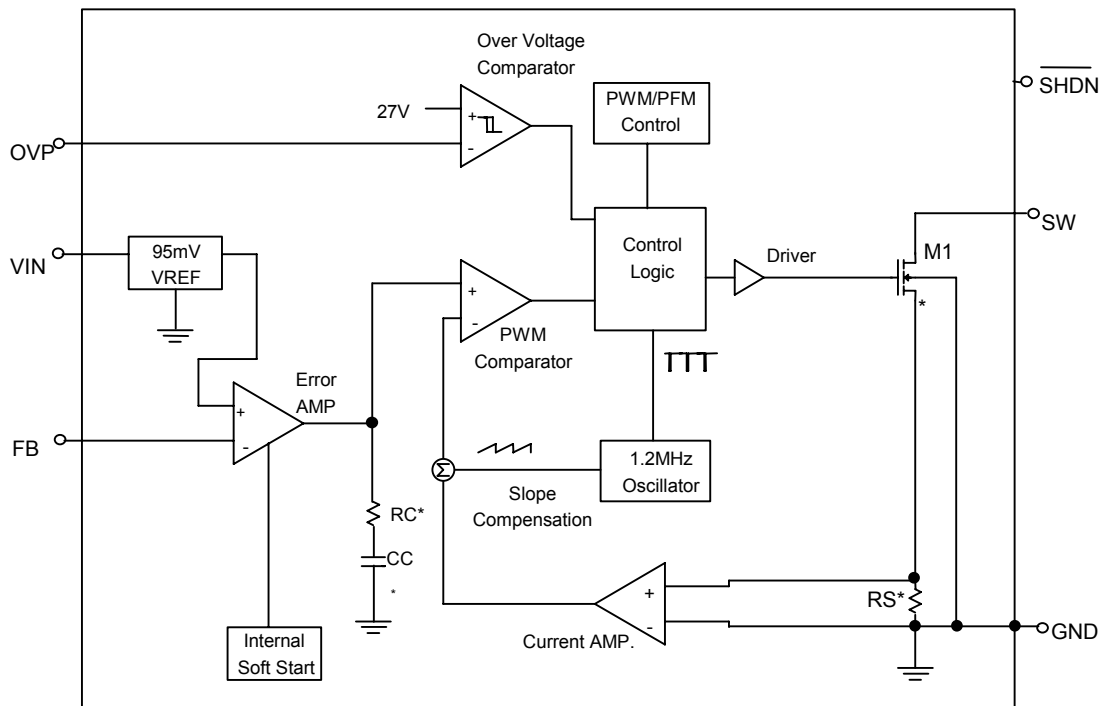 Over Voltage
Comparator
SHDN
27V
+
-
PWM/PFM
Control
OVP
SW
VIN
95mV
VREF
Control
Logic
Driver
M1
*
+
-
PWM
Comparator
Error
AMP
+
-
FB
Σ
1.2MHz
Oscillator
Slope
Compensation
RC*
CC
*
RS*
+
-
Current AMP.
GND
Internal
Soft Start